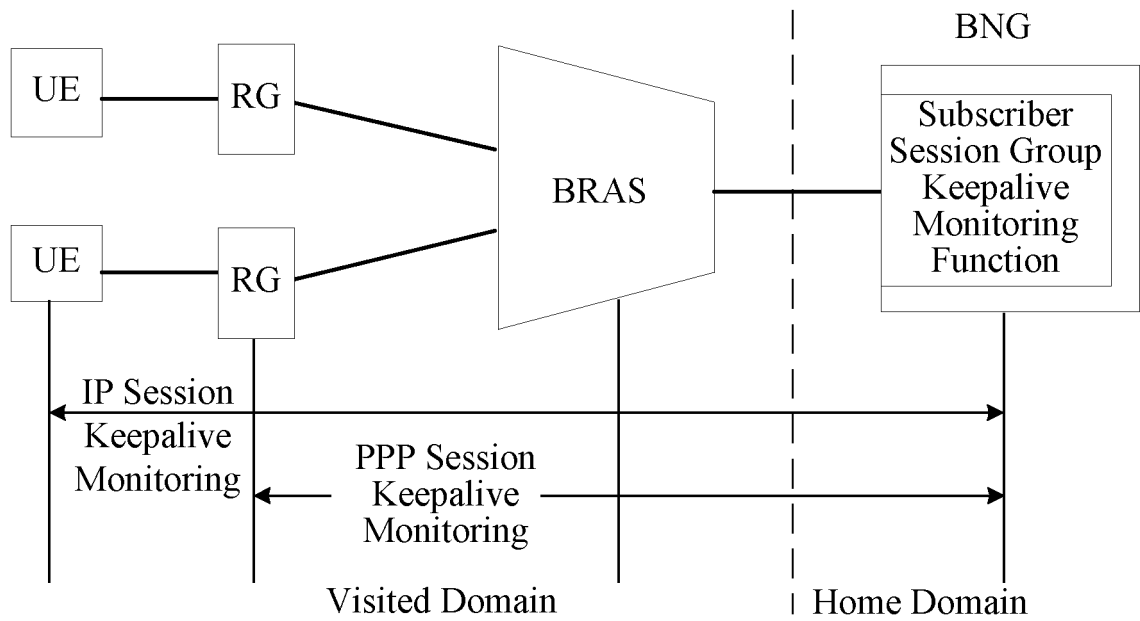 BNG
UE
RG
BRAS
Subscriber
Session Group
Keepalive
Monitoring
Function
UE
RG
IP Session
Keepalive
Monitoring
PPP Session
Keepalive
Monitoring
Visited Domain
Home Domain